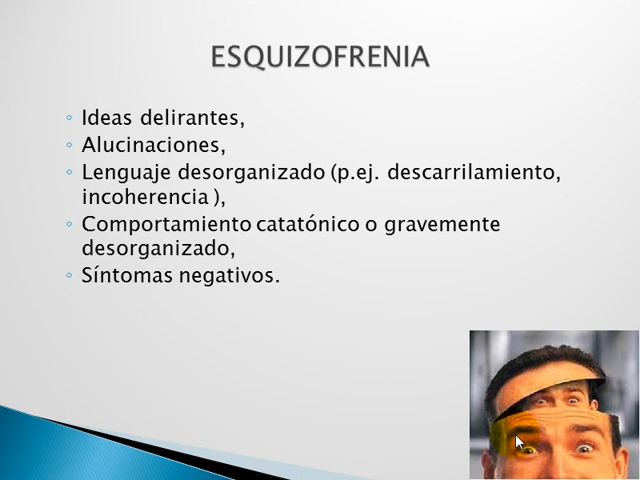 ESQUIZOFRENIA
◦ Ideas delirantes,
◦ Alucinaciones,
◦ Lenguaje desorganizado (p.ej. descarrilamiento,
incoherencia ),
◦ Comportamiento catatónico o gravemente
desorganizado,
◦ Síntomas negativos.